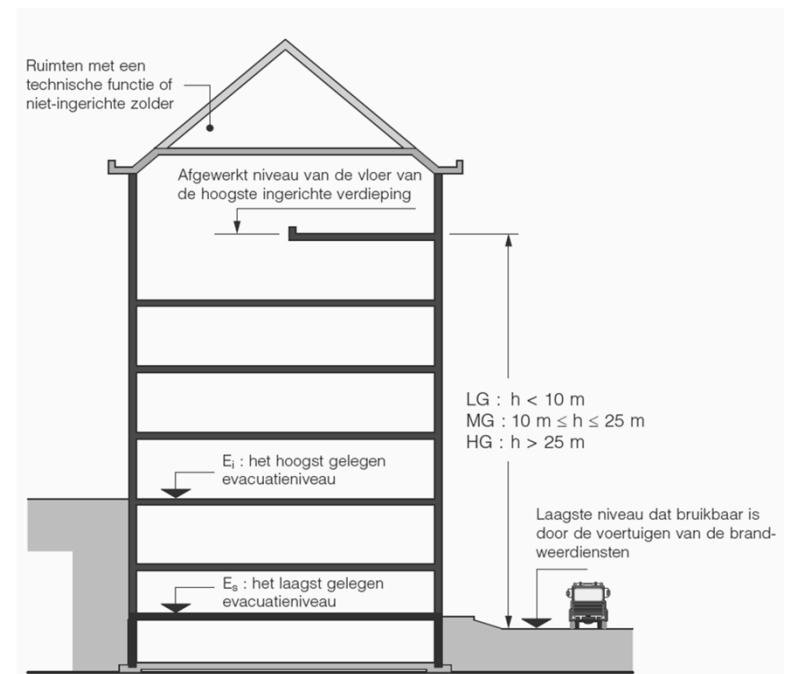 Ruimten met een
technische functie of
niet-ingerichte zolder
Afgewerkt niveau van de vloer van
de hoogste ingerichte verdieping
LG : h < 10 m
MG : 10 m ≤ h ≤ 25 m
HG : h > 25 m
Ei : het hoogst gelegen
evacuatieniveau
Laagste niveau dat bruikbaar is
door de voertuigen van de brand-
weerdiensten
Es : het laagst gelegen
evacuatieniveau